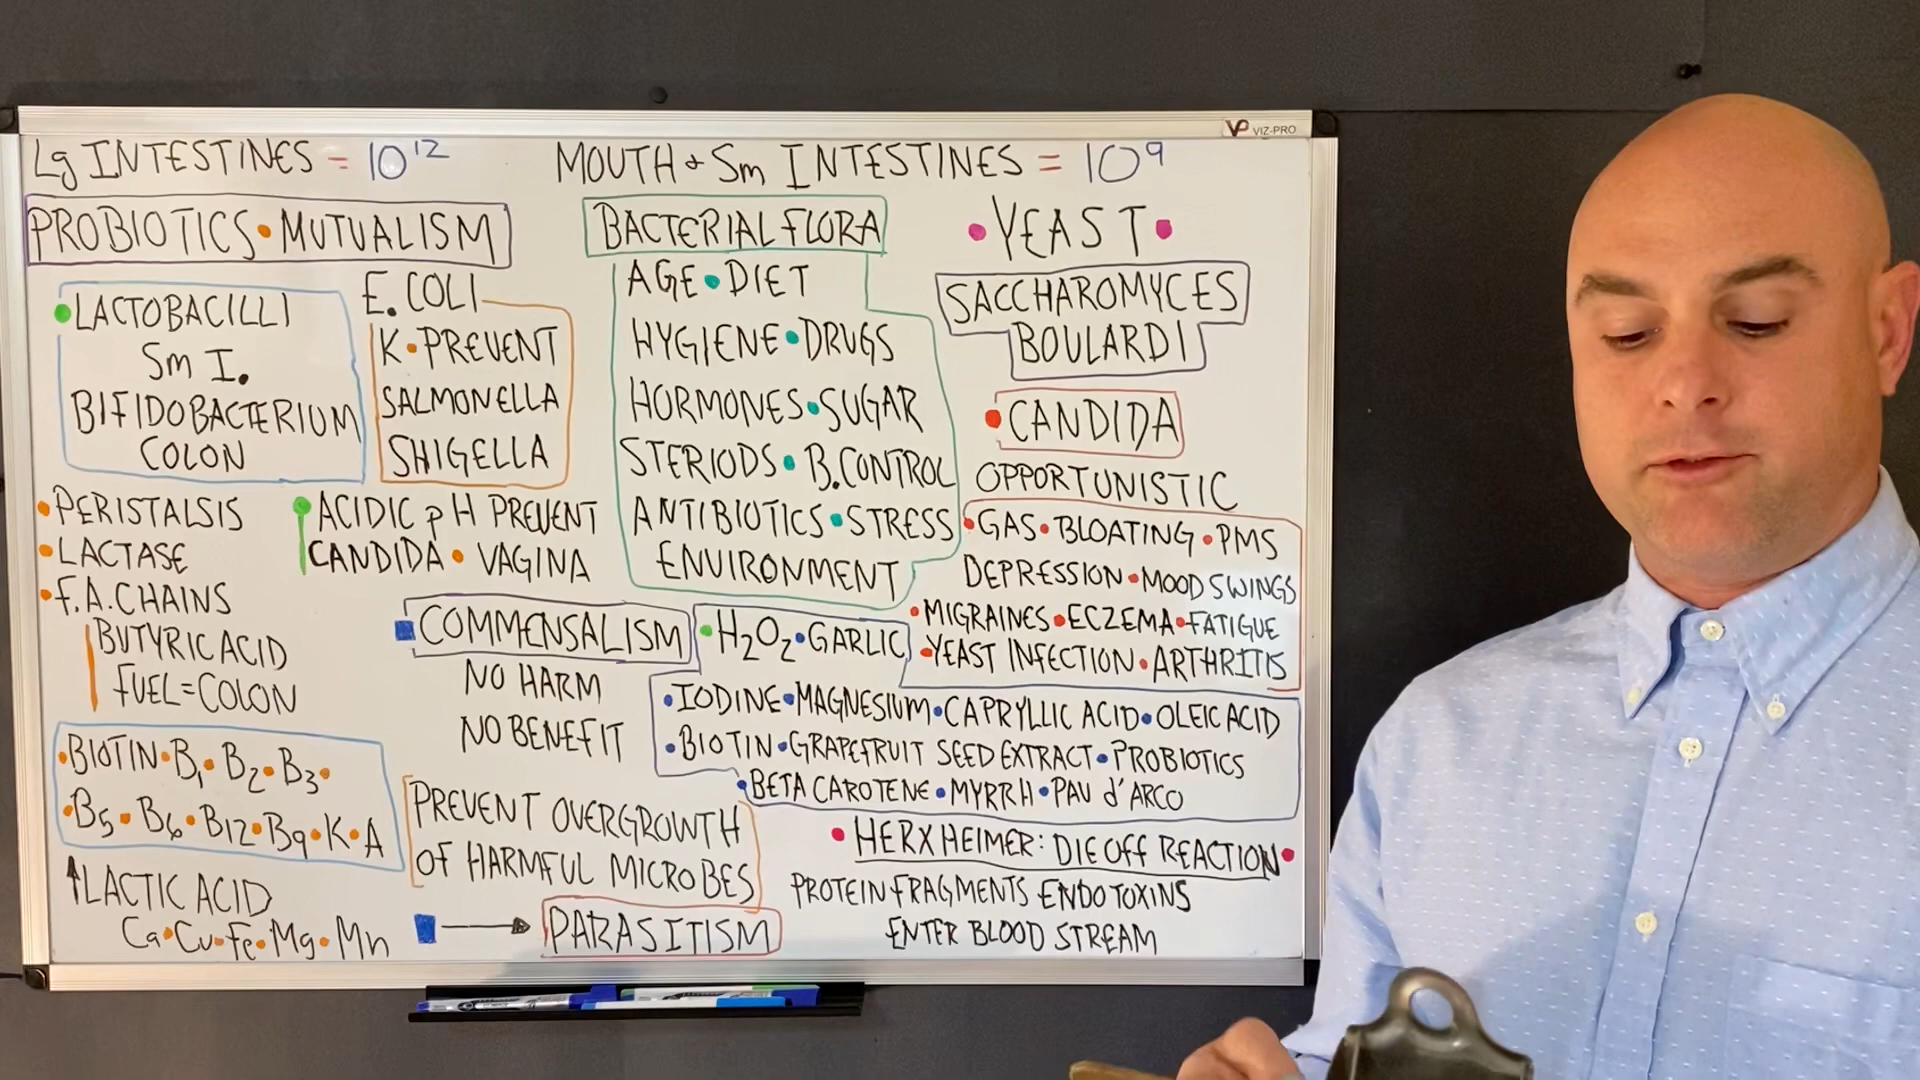 VP VIZ-PRO
Lg INTESTINES = 10¹²
MOUTH & Sm INTESTINES = 10⁹
PROBIOTICS • MUTUALISM
• LACTOBACILLI
Sm I.
BIFIDOBACTERIUM
COLON
E. COLI
K • PREVENT
SALMONELLA
SHIGELLA
• PERISTALSIS
• LACTASE
• F.A. CHAINS
BUTYRIC ACID
FUEL = COLON
• ACIDIC pH PREVENT
CANDIDA • VAGINA
• BIOTIN • B₁ • B₂ • B₃ •
• B₅ • B₆ • B12 • B9 • K • A
↑ LACTIC ACID
Ca • Cu • Fe • Mg • Mn
COMMENSALISM
NO HARM
NO BENEFIT
PREVENT OVERGROWTH
OF HARMFUL MICROBES
→ PARASITISM
BACTERIAL FLORA
AGE • DIET
HYGIENE • DRUGS
HORMONES • SUGAR
STERIODS • B. CONTROL
ANTIBIOTICS • STRESS
ENVIRONMENT
• YEAST •
SACCHAROMYCES
BOULARDI
• CANDIDA
OPPORTUNISTIC
• GAS • BLOATING • PMS
DEPRESSION • MOOD SWINGS
• MIGRAINES • ECZEMA • FATIGUE
• YEAST INFECTION • ARTHRITIS
• H₂O₂ • GARLIC
• IODINE • MAGNESIUM • CAPRYLLIC ACID • OLEIC ACID
• BIOTIN • GRAPEFRUIT SEED EXTRACT • PROBIOTICS
• BETA CAROTENE • MYRRH • PAU d'ARCO
• HERXHEIMER: DIE OFF REACTION •
PROTEIN FRAGMENTS ENDOTOXINS
ENTER BLOOD STREAM